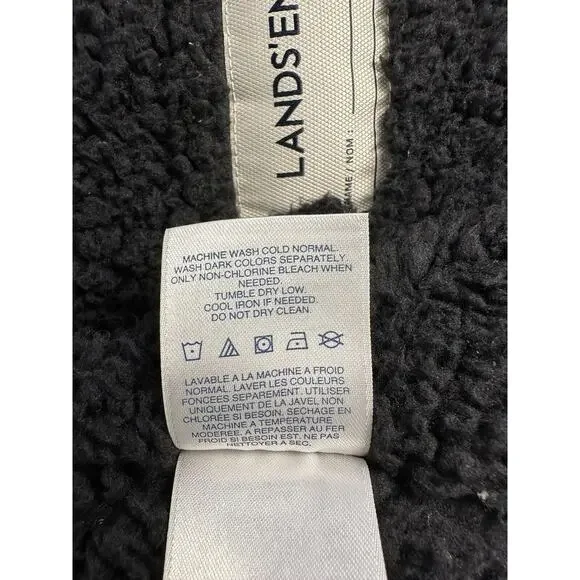 LANDS'EN
NOM :
MACHINE WASH COLD NORMAL.
WASH DARK COLORS SEPARATELY.
ONLY NON-CHLORINE BLEACH WHEN
NEEDED.
TUMBLE DRY LOW.
COOL IRON IF NEEDED.
DO NOT DRY CLEAN.
LAVABLE A LA MACHINE A FROID
NORMAL. LAVER LES COULEURS
FONCEES SEPAREMENT. UTILISEN
UNIQUEMENT DE LA JAVEL NON
CHLORÉE SI BESOIN, SECHAGE EN
MACHINE A TEMPERATURE
MODEREE. A REPASSER AU FER
FROID SI BESOIN EST. NE PAS
NETTOYER A SEC.